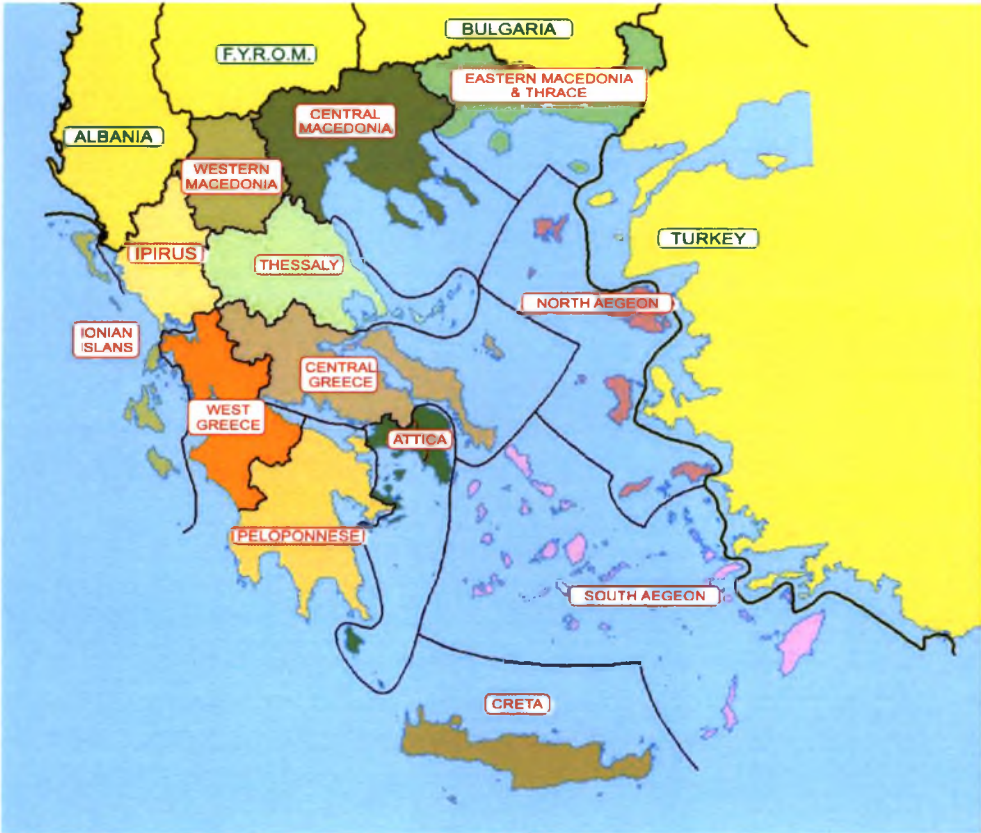 BULGARIA
F.Y.R.O.M.
EASTERN MACEDONIA
& THRACE
CENTRAL
MACEDONIA
ALBANIA
WESTERN
MACEDONIA
TURKEY
IPIRUS
THESSALY
NORTH AEGEON
IONIAN
ISLANS
CENTRAL
GREECE
WEST
GREECE
ATTICA
PELOPONNESE
SOUTH AEGEON
CRETA